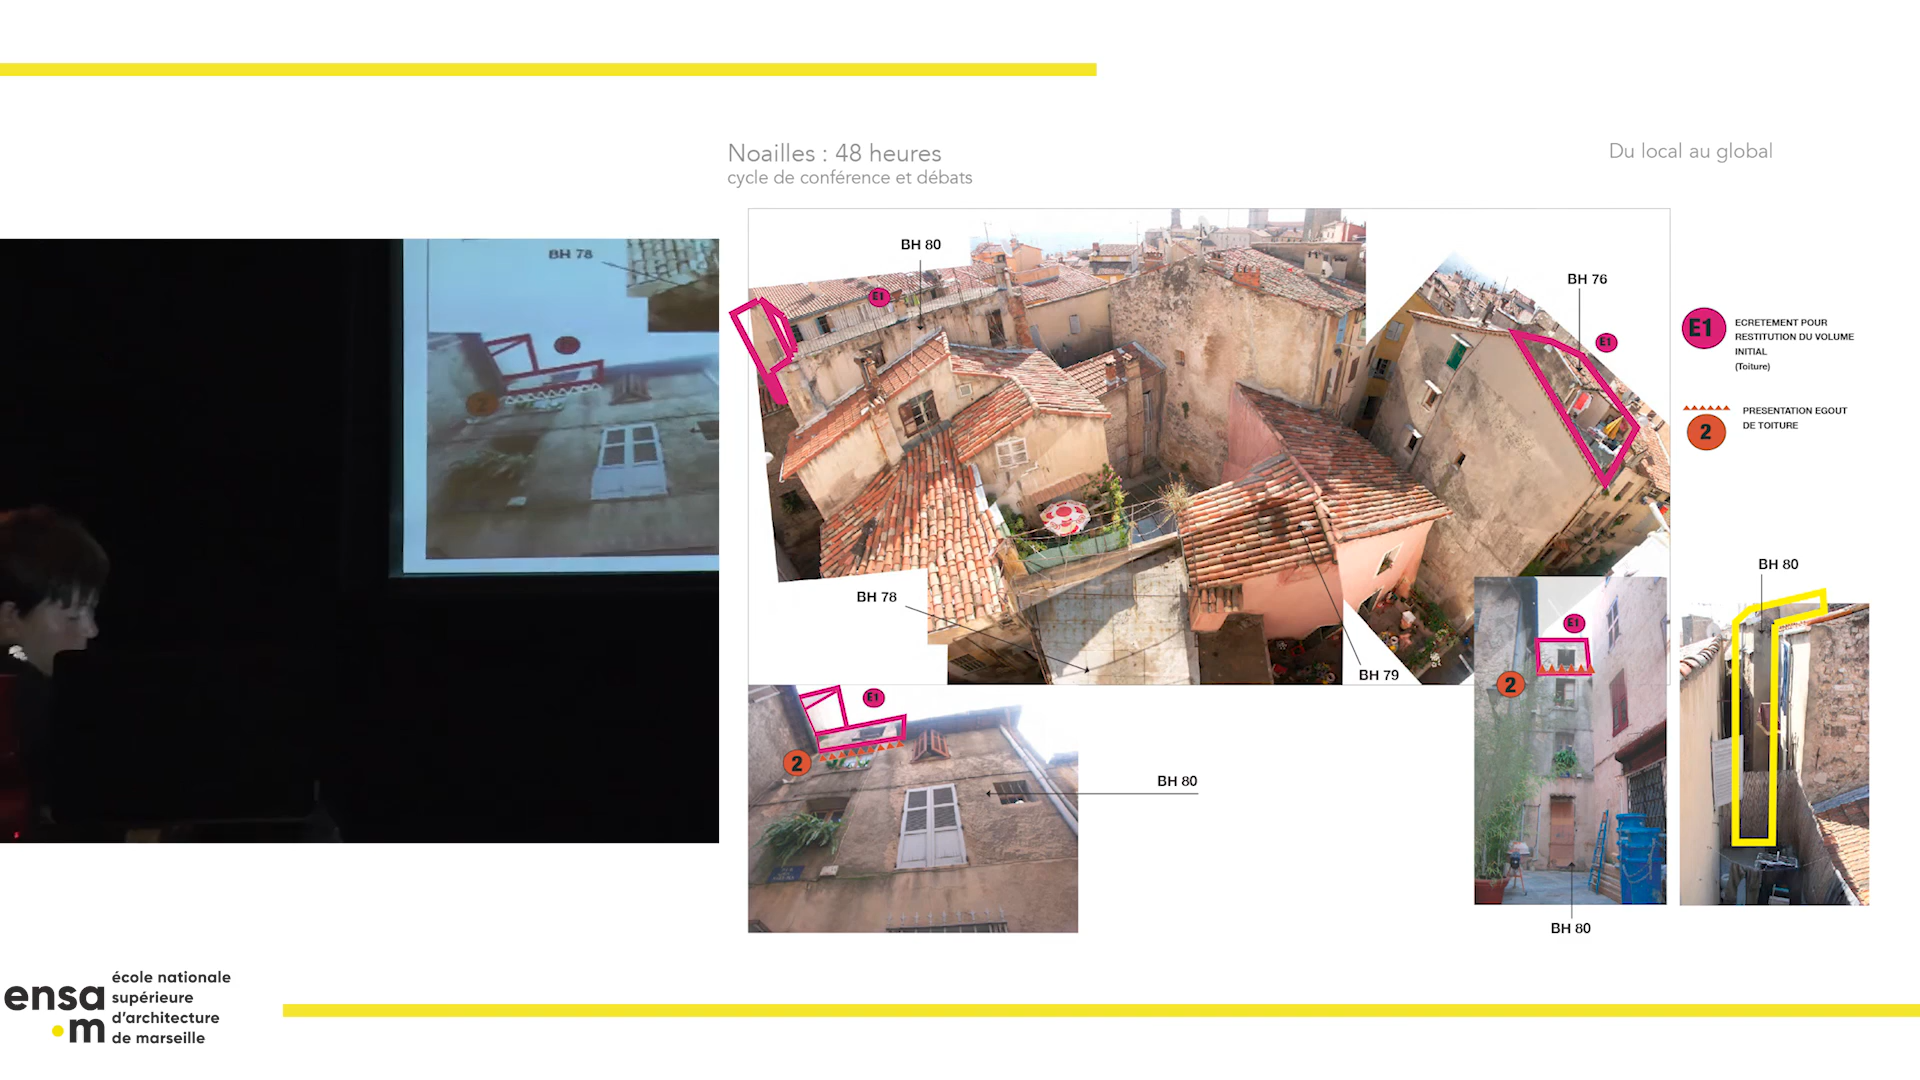 Noailles : 48 heures
cycle de conférence et débats
Du local au global
BH 78
2
BH 80
E1
BH 76
E1
E1
ECRETEMENT POUR
RESTITUTION DU VOLUME
INITIAL
(Toiture)
2
PRESENTATION EGOUT
DE TOITURE
BH 78
BH 79
BH 80
E1
2
E1
2
BH 80
BH 80
ensa
•m
école nationale
supérieure
d'architecture
de marseille